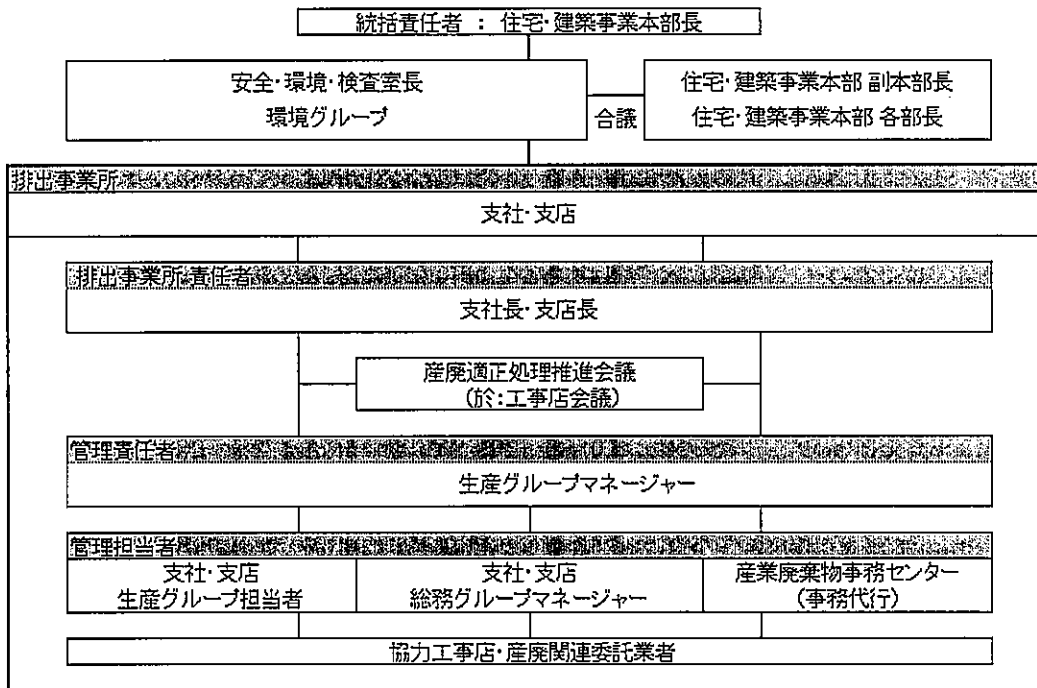 統括責任者 : 住宅・建築事業本部長
安全・環境・検査室長
環境グループ
合議
住宅・建築事業本部 副本部長
住宅・建築事業本部 各部長
排出事業所
支社・支店
排出事業所 責任者
支社長・支店長
産廃適正処理推進会議
(於:工事店会議)
管理責任者
生産グループマネージャー
管理担当者
支社・支店
生産グループ担当者
支社・支店
総務グループマネージャー
産業廃棄物事務センター
(事務代行)
協力工事店・産廃関連委託業者